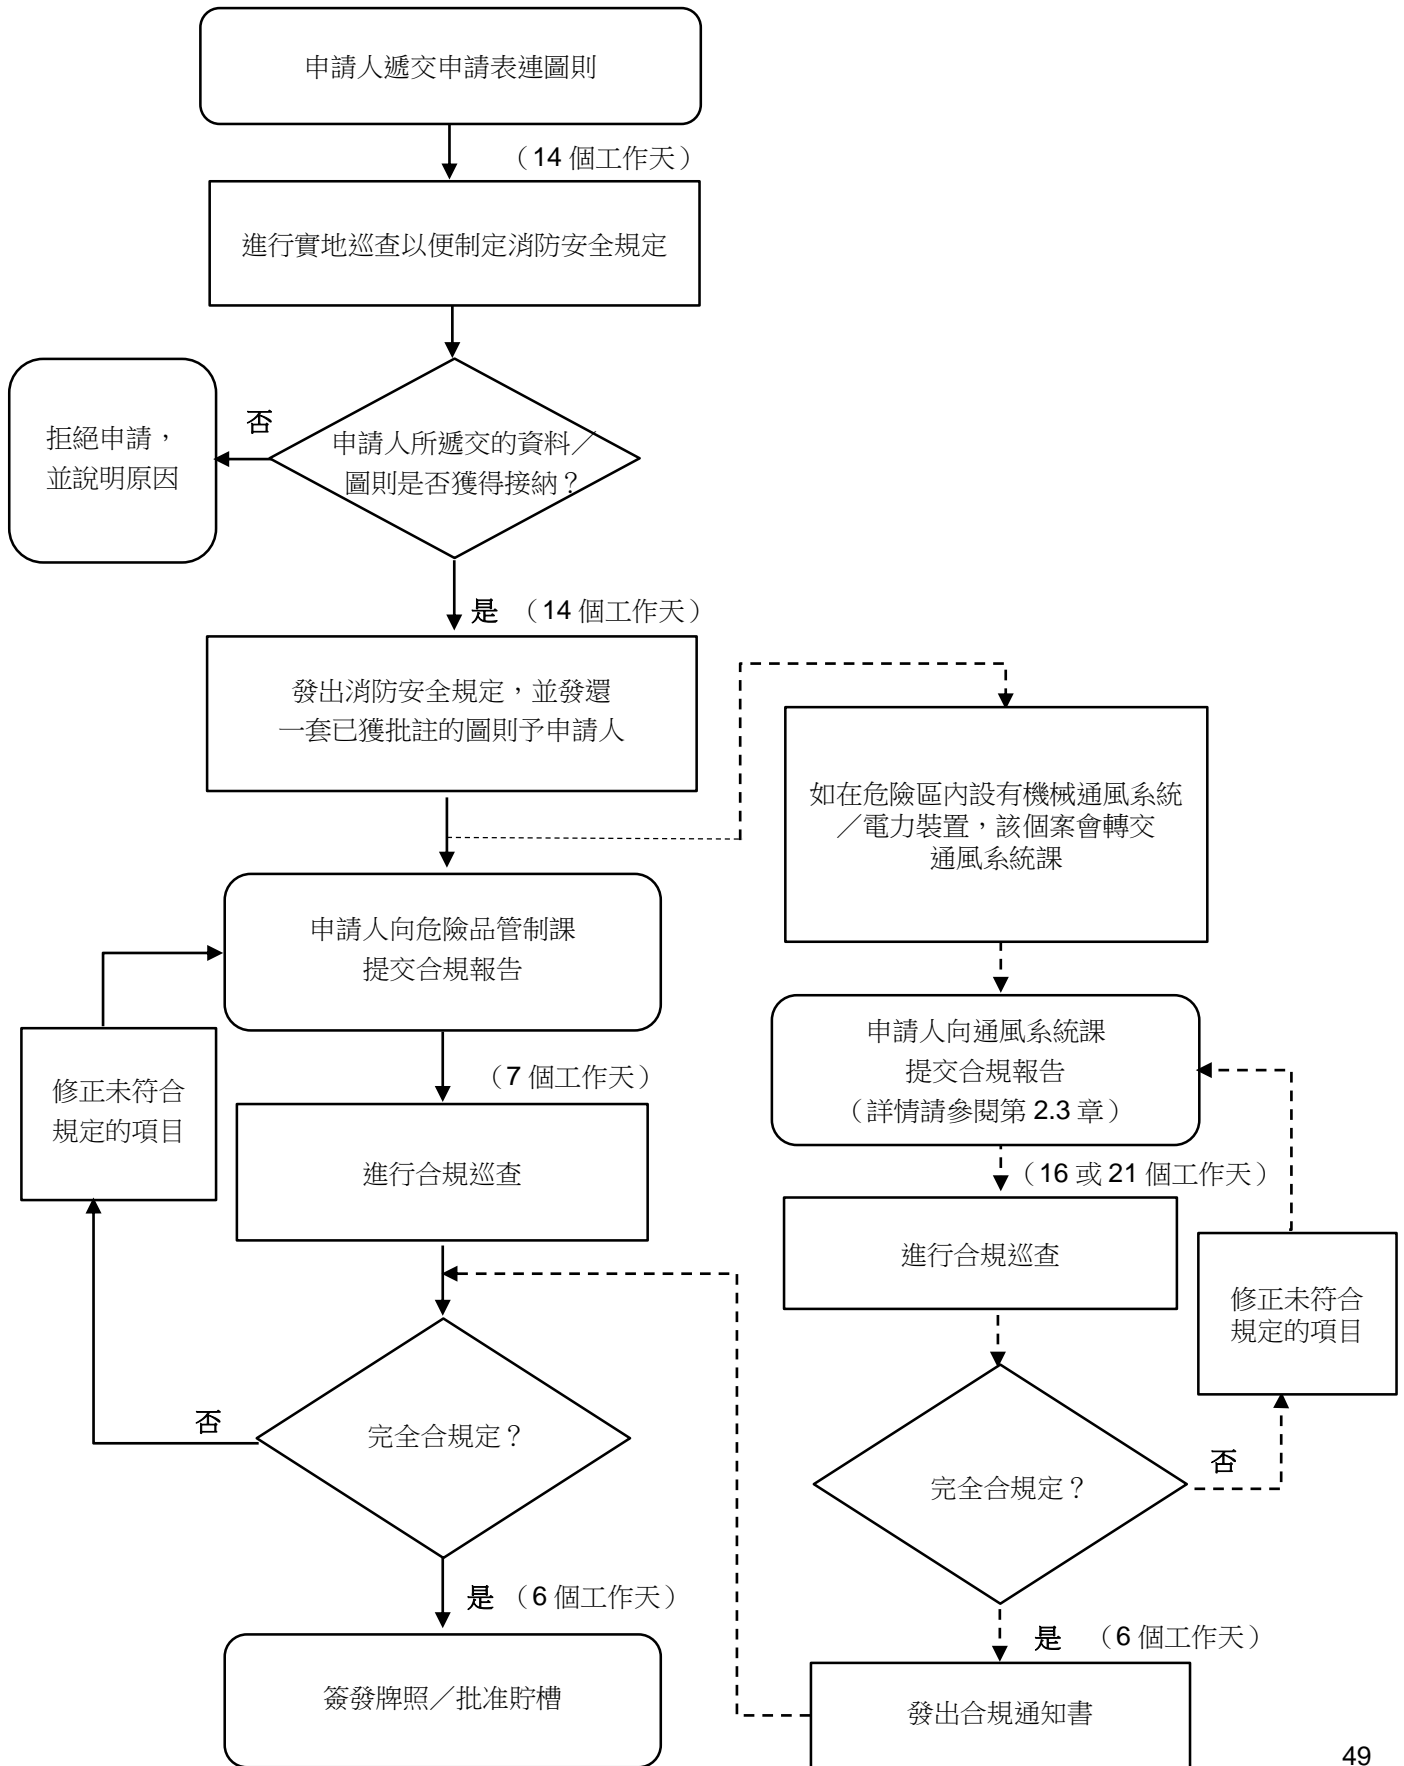 申請人遞交申請表連圖則
（14 個工作天）
進行實地巡查以便制定消防安全規定
否
拒絕申請，
並說明原因
申請人所遞交的資料／
圖則是否獲得接納？
是 （14 個工作天）
發出消防安全規定，並發還
一套已獲批註的圖則予申請人
如在危險區內設有機械通風系統
／電力裝置，該個案會轉交
通風系統課
申請人向危險品管制課
提交合規報告
申請人向通風系統課
提交合規報告
（詳情請參閱第 2.3 章）
修正未符合
規定的項目
（7 個工作天）
進行合規巡查
（16 或 21 個工作天）
進行合規巡查
修正未符合
規定的項目
否
完全合規定？
否
完全合規定？
是 （6 個工作天）
是 （6 個工作天）
簽發牌照／批准貯槽
發出合規通知書
49